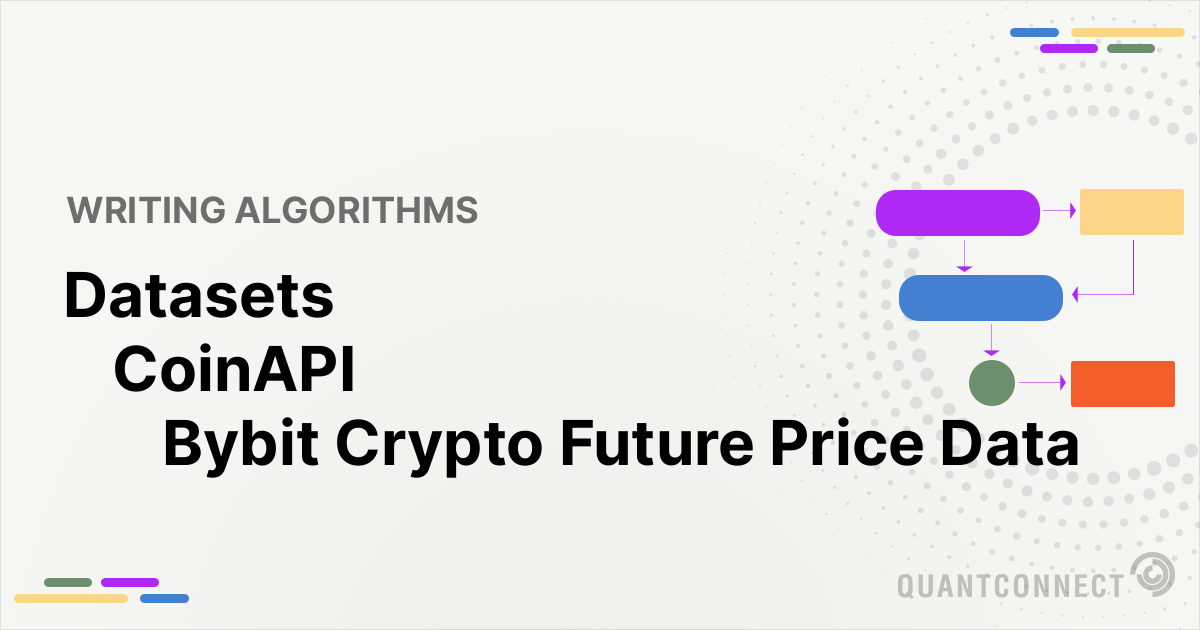 WRITING ALGORITHMS
Datasets
CoinAPI
Bybit Crypto Future Price Data
QUANTCONNECT